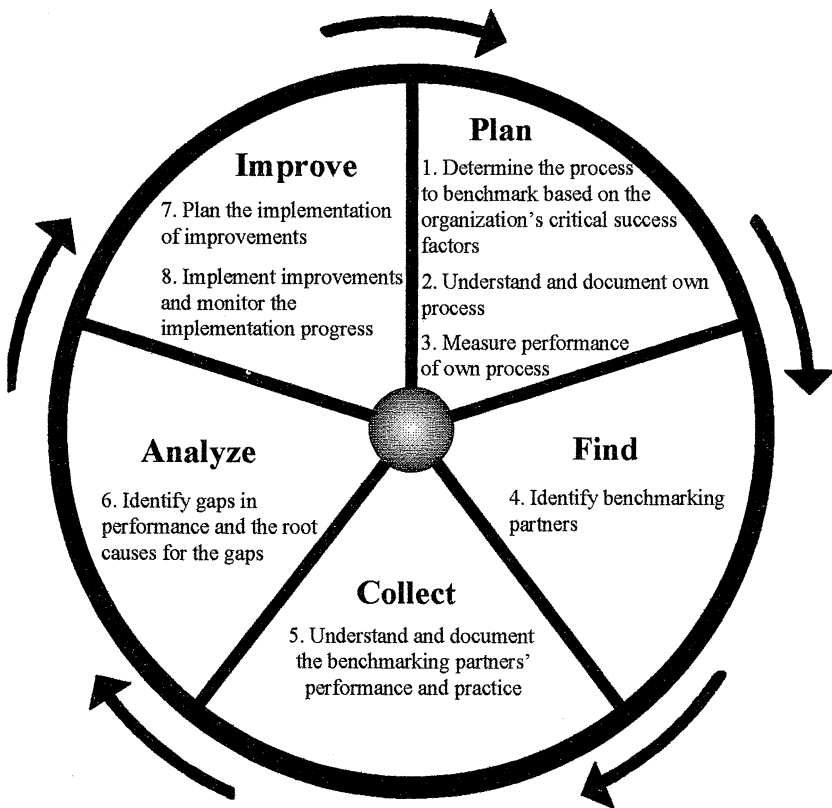 Plan
1. Determine the process
to benchmark based on the
organization's critical success
factors
2. Understand and document own
process
3. Measure performance
of own process
Find
4. Identify benchmarking
partners
Collect
5. Understand and document
the benchmarking partners'
performance and practice
Analyze
6. Identify gaps in
performance and the root
causes for the gaps
Improve
7. Plan the implementation
of improvements
8. Implement improvements
and monitor the
implementation progress